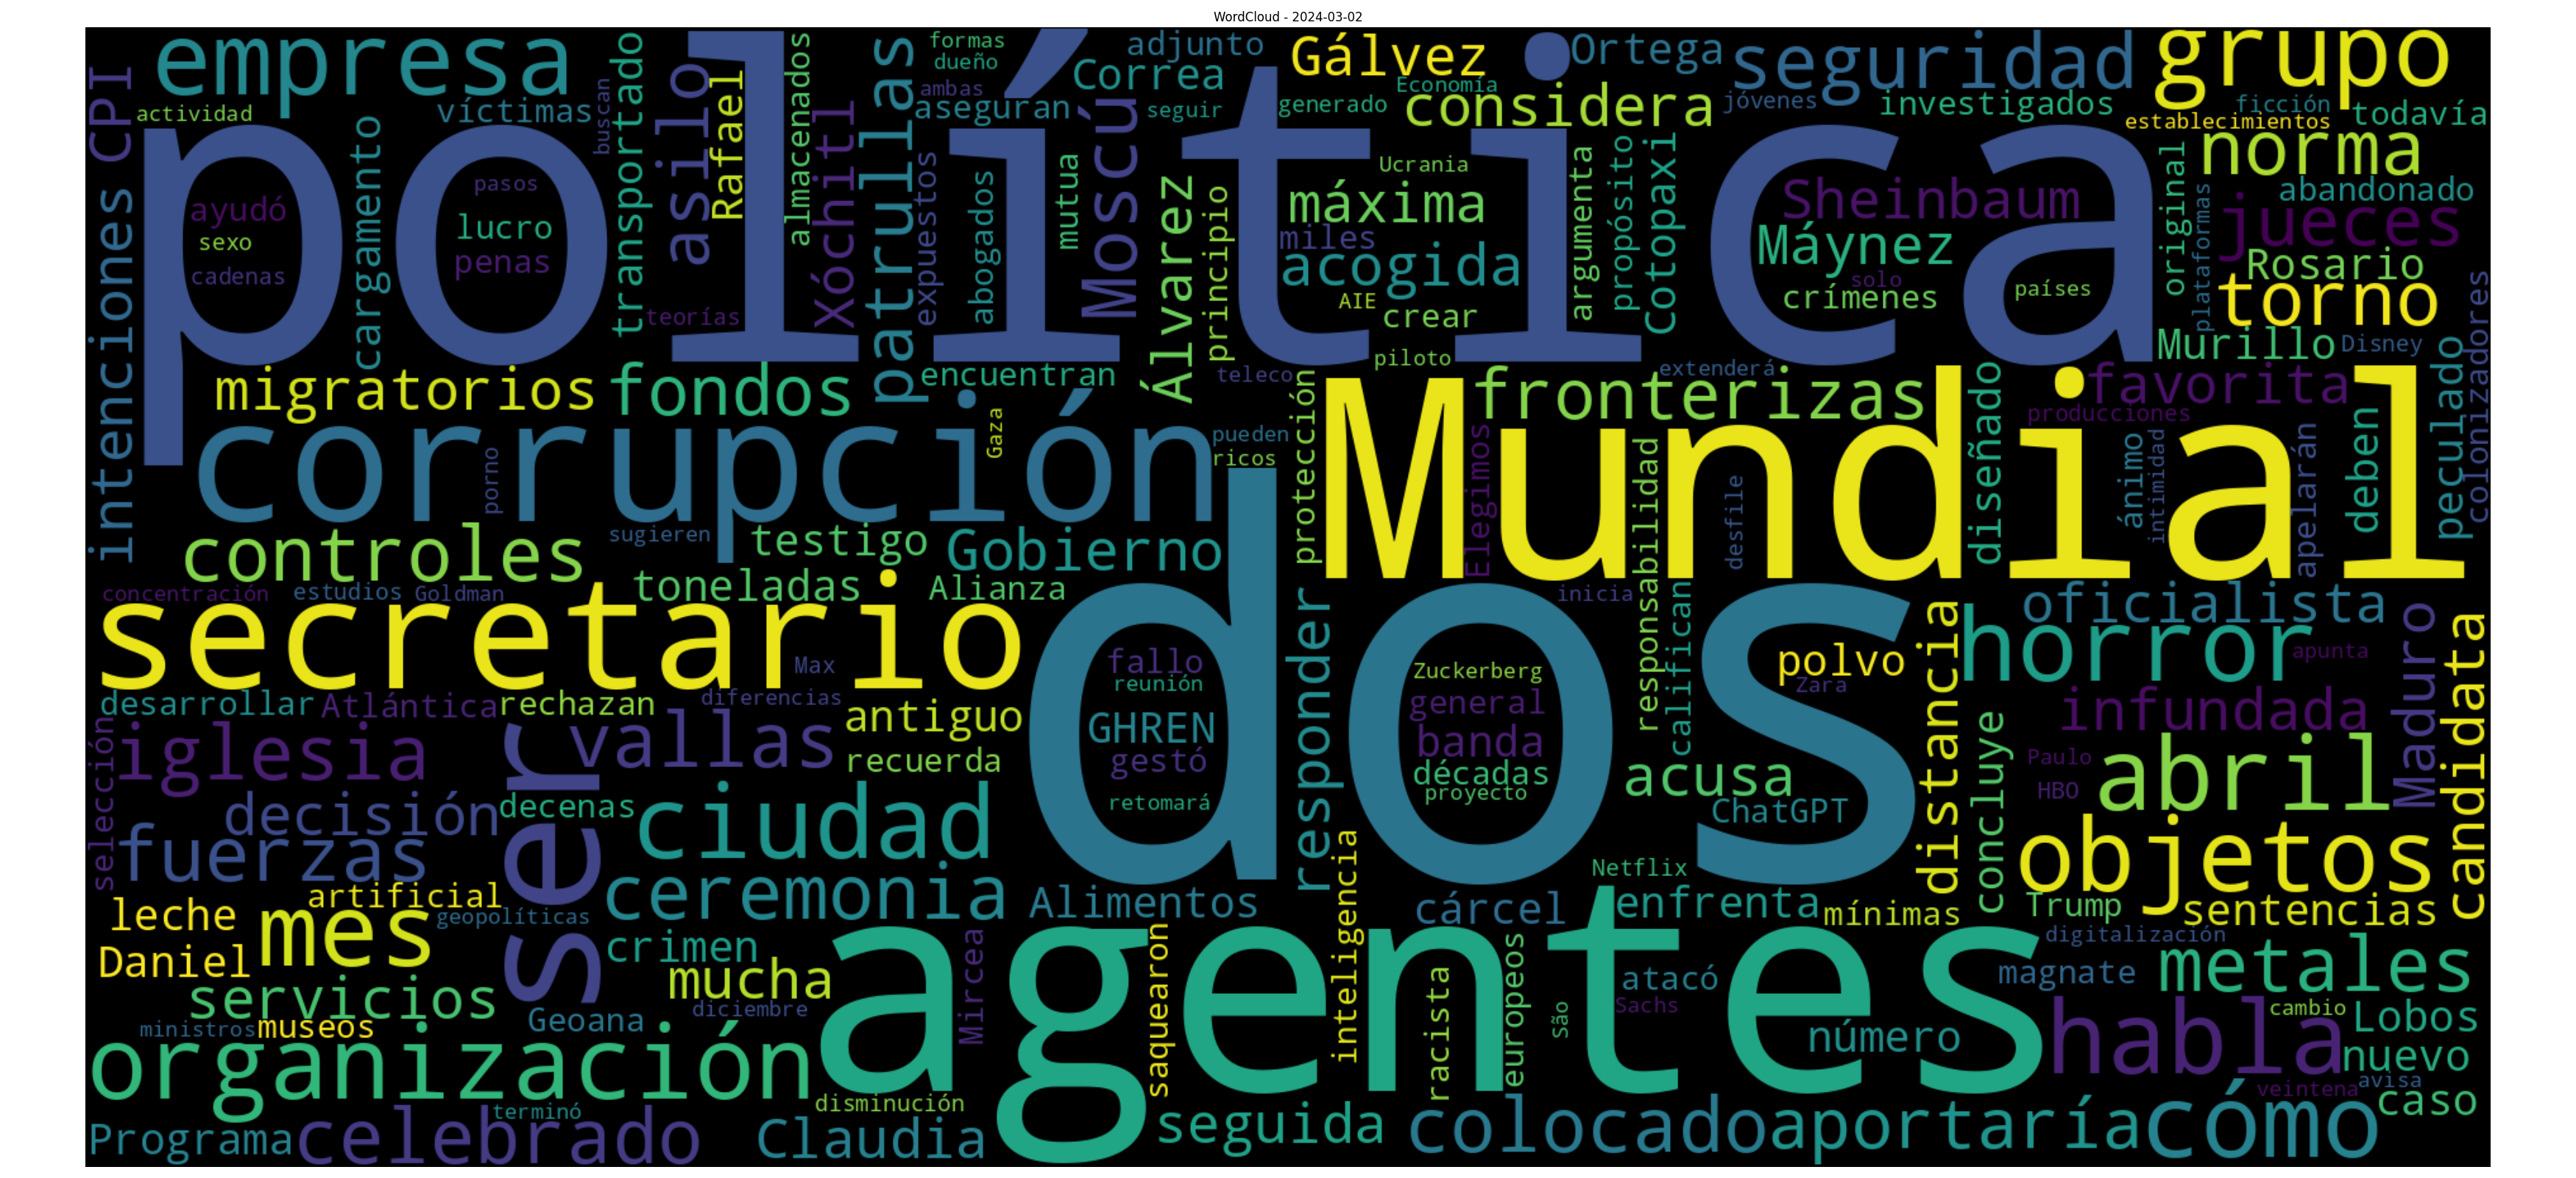 WordCloud - 2024-03-02
empresa
transportado
asilo
almacenados
patrullas
formas
dueño
adjunto
Correa
Gálvez
Ortega
seguridad
grupo
CPI
actividad
víctimas
buscan
Rafael
ambas
aseguran
seguir
Economía
generado
considera
jóvenes
investigados
ficción
establecimientos
todavía
política
intenciones
cargamento
ayudó
sexo
cadenas
pasos
lucro
penas
teorías
Xóchitl
expuestos
abogados
mutua
Moscú
Álvarez
principio
Ucrania
máxima
miles
acogida
AIE
crear
piloto
argumenta
propósito
Cotopaxi
Sheinbaum
Máynez
solo
crímenes
países
original
norma
abandonado
plataformas
jueces
Rosario
torno
colonizadores
Murillo
Disney
migratorios
fondos
encuentran
teleco
fronterizas
extenderá
favorita
producciones
corrupción
porno
Gaza
pueden
ricos
protección
Mundial
Elegimos
responsabilidad
desfile
diseñado
ánimo
intimidad
apelarán
deben
peculado
controles
sugieren
testigo
Gobierno
concentración
estudios
Goldman
toneladas
Alianza
secretario
Max
dos
inicia
oficialista
horror
apunta
Maduro
candidata
fallo
reunión
GHREN
gestó
retomará
responder
Zuckerberg
general
banda
décadas
proyecto
califican
polvo
Zara
distancia
desarrollar
Atlántica
rechazan
diferencias
antiguo
selección
iglesia
ser
vallas
recuerda
acusa
ChatGPT
concluye
infundada
Paulo
HBO
abril
decisión
decenas
ciudad
fuerzas
objetos
artificial
ceremonia
Alimentos
inteligencia
cárcel
Netflix
enfrenta
mínimas
Trump
sentencias
leche
mes
geopolíticas
Daniel
crimen
mucha
Mircea
agentes
saquearon
racista
europeos
são
atacó
Sachs
digitalización
magnate
metales
servicios
Geoana
diciembre
número
habla
cambio
Lobos
ministros
museos
nuevo
organización
terminó
disminución
veintena
avisa
caso
Programa
celebrado
Claudia
seguida
colocado
aportaría
cómo